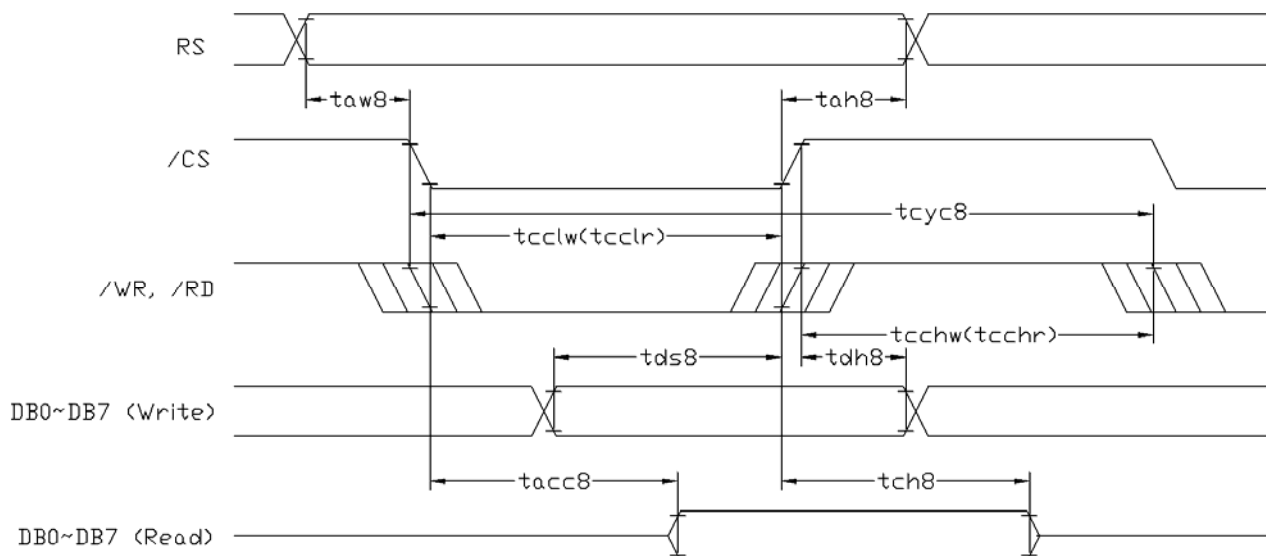 RS
taw8
tah8
/CS
tcyc8
tcclw(tcclr)
/WR, /RD
tcchw(tcchr)
tds8
tdh8
DB0~DB7 (Write)
tacc8
tch8
DB0~DB7 (Read)